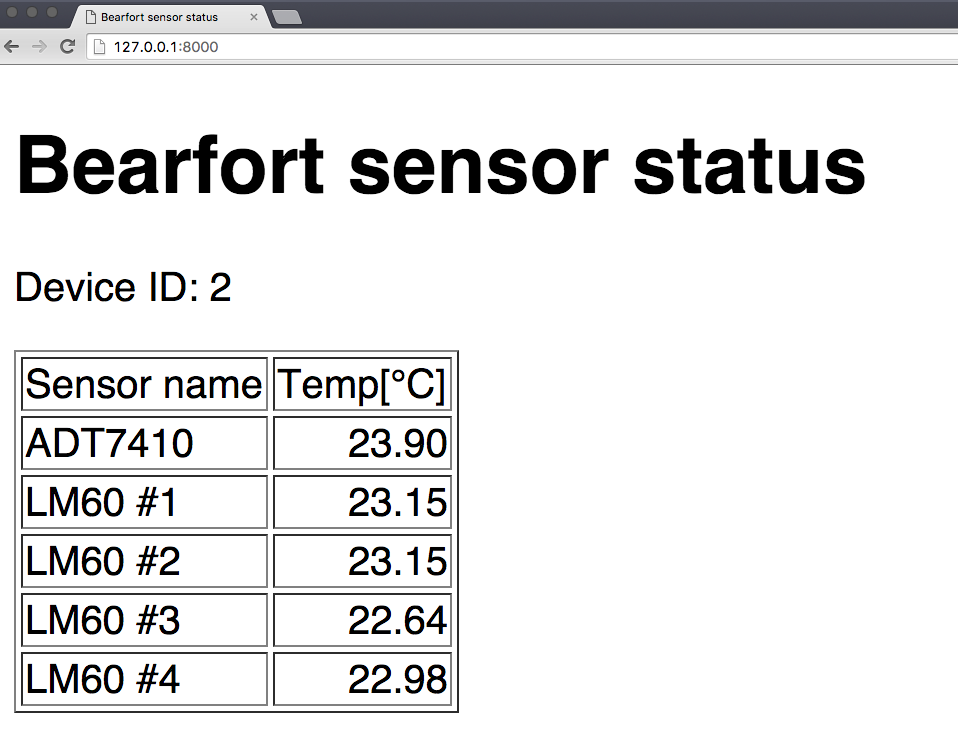 Bearfort sensor status
127.0.0.1:8000
Bearfort sensor status
Device ID: 2
Sensor name Temp[°C]
ADT7410 23.90
LM60 #1 23.15
LM60 #2 23.15
LM60 #3 22.64
LM60 #4 22.98